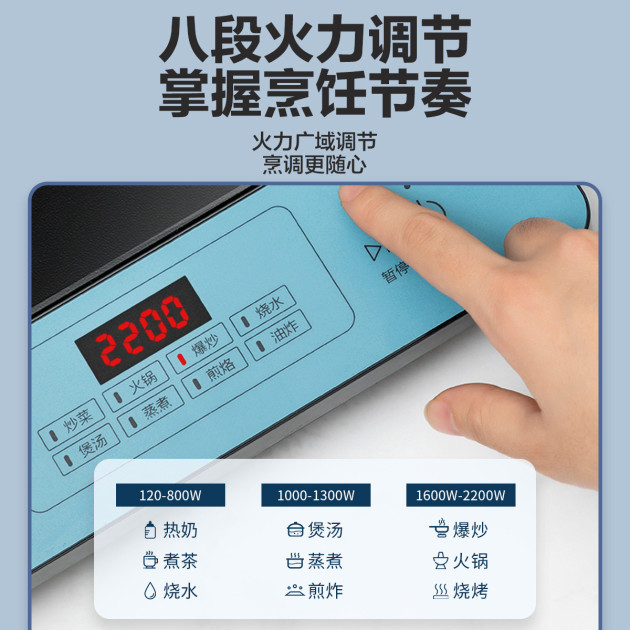 八段火力调节
掌握烹饪节奏
火力广域调节
烹调更随心
2200
烧水
爆炒
油炸
火锅
煎烙
炒菜
蒸煮
煲汤
暂停
120-800W
1000-1300W
1600W-2200W
热奶
煲汤
爆炒
煮茶
蒸煮
火锅
烧水
煎炸
烧烤